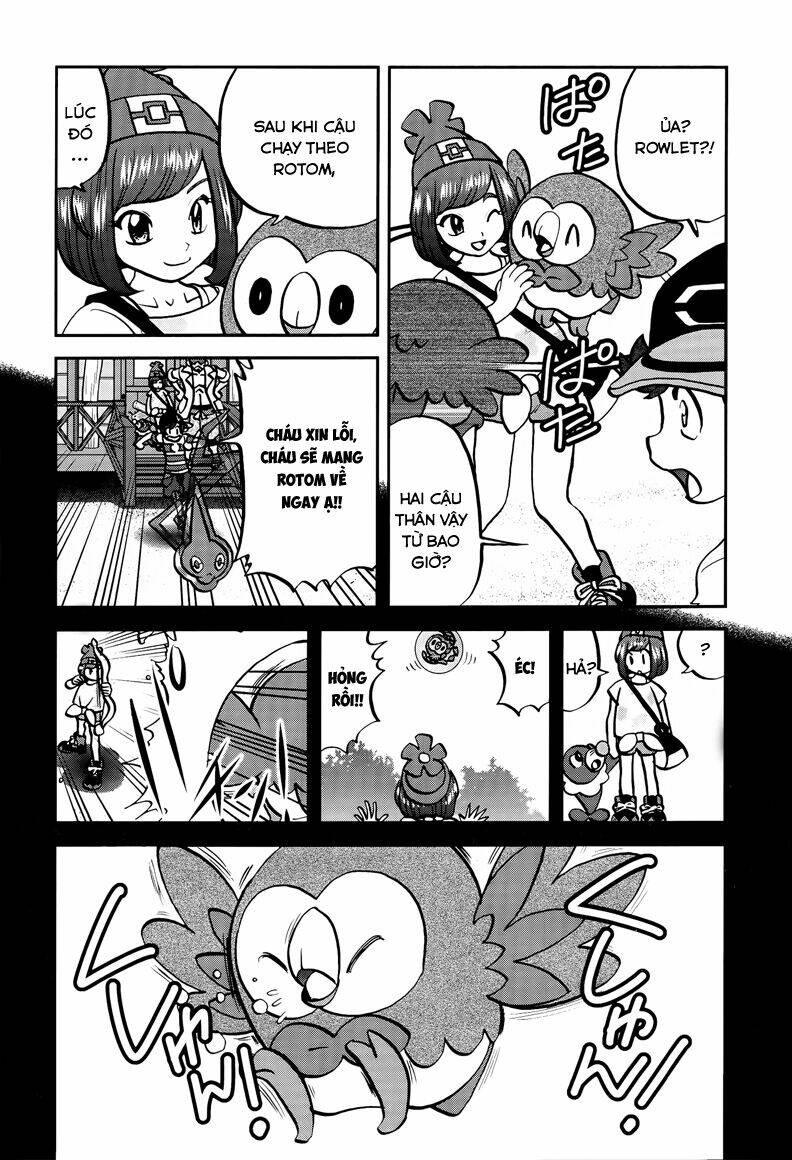 ỦA?
ROWLET?!
ぱた
ぱた
HAI CẬU
THÂN VẬY
TỪ BAO
GIỜ?
SAU KHI CẬU
CHẠY THEO
ROTOM,
LÚC
ĐÓ
...
CHÁU XIN LỖI,
CHÁU SẼ MANG
ROTOM VỀ
NGAY Ạ!!
?
HẢ?
ÉC!
HỎNG
RỒI!!
くしゅん!
くしゅん!